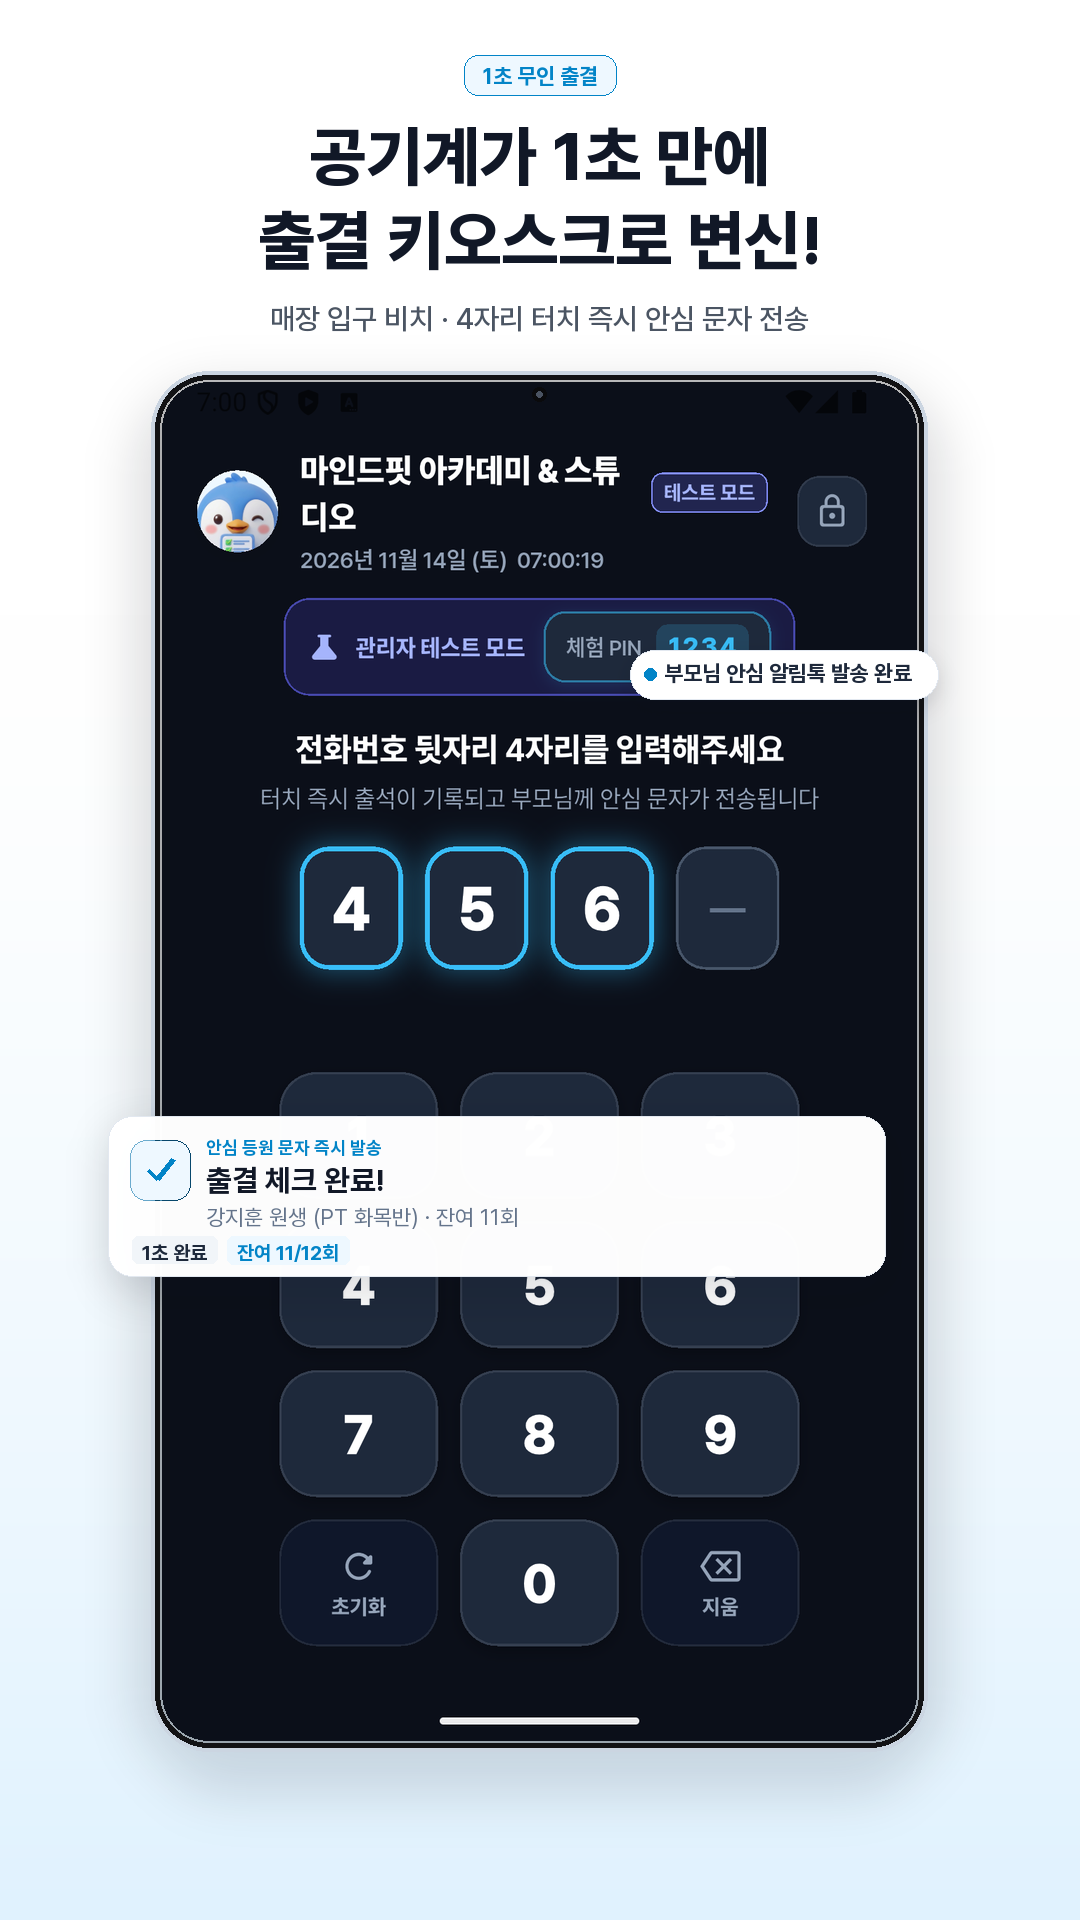 1초 무인 출결
공기계가 1초 만에
출결 키오스크로 변신!
매장 입구 비치 · 4자리 터치 즉시 안심 문자 전송
7:00
마인드핏 아카데미 & 스튜
디오
테스트 모드
2026년 11월 14일 (토) 07:00:19
관리자 테스트 모드
체험 PIN
1234
부모님 안심 알림톡 발송 완료
전화번호 뒷자리 4자리를 입력해주세요
터치 즉시 출석이 기록되고 부모님께 안심 문자가 전송됩니다
4 5 6 —
1 2 3
안심 등원 문자 즉시 발송
출결 체크 완료!
강지훈 원생 (PT 화목반) · 잔여 11회
1초 완료 잔여 11/12회
4 5 6
7 8 9
초기화 0 지움